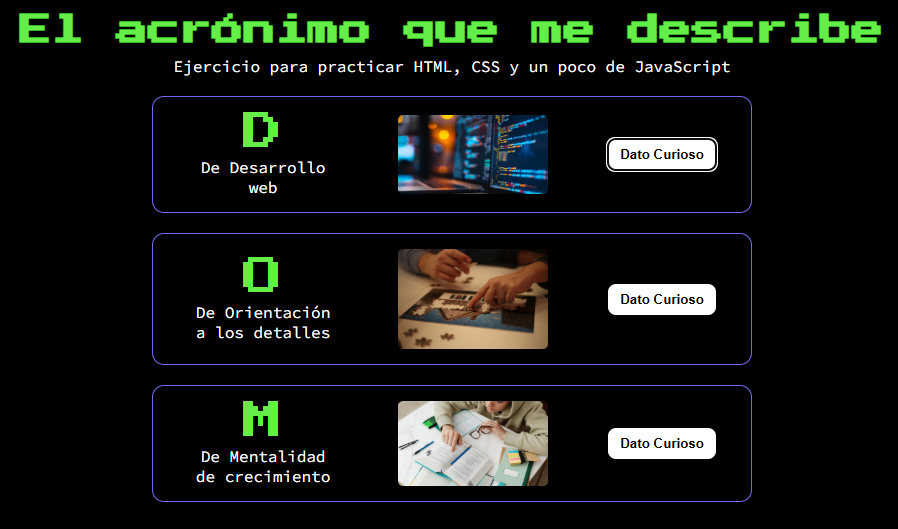 El acrónimo que me describe
Ejercicio para practicar HTML, CSS y un poco de JavaScript
D
De Desarrollo
web
Dato Curioso
O
De Orientación
a los detalles
Dato Curioso
M
De Mentalidad
de crecimiento
Dato Curioso